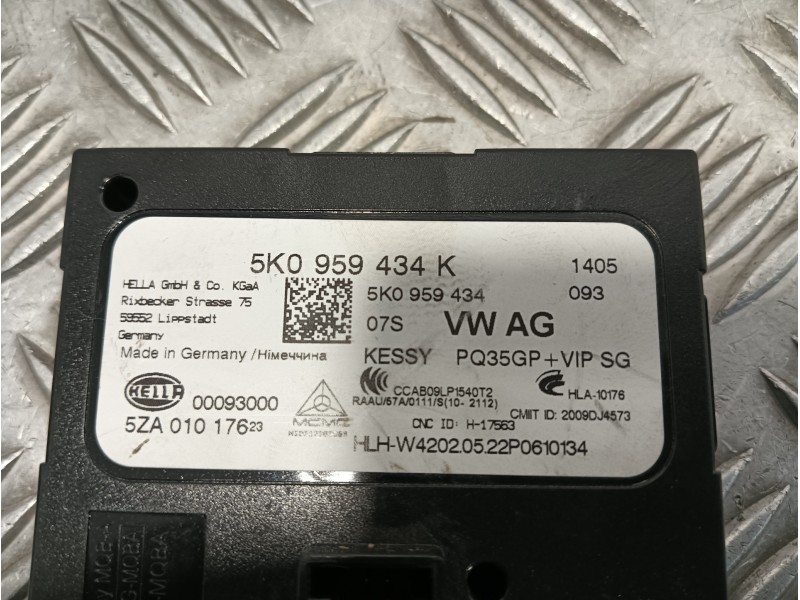 5K0 959 434 K 1405
HELLA GmbH & Co. KGaA
Rixbecker Strasse 75
59552 Lippstadt
Germany
5K0 959 434 093
07S VW AG
Made in Germany/Німеччина KESSY PQ35GP+VIP SG
HELLA 00093000
CCAB09LP1540T2 HLA-10176
RAAU/57A/0111/S(10-2112) CMIIT ID: 2009DJ4573
5ZA 010 176 23
CNC ID: H-17563
HLH-W4202.05.22P0610134